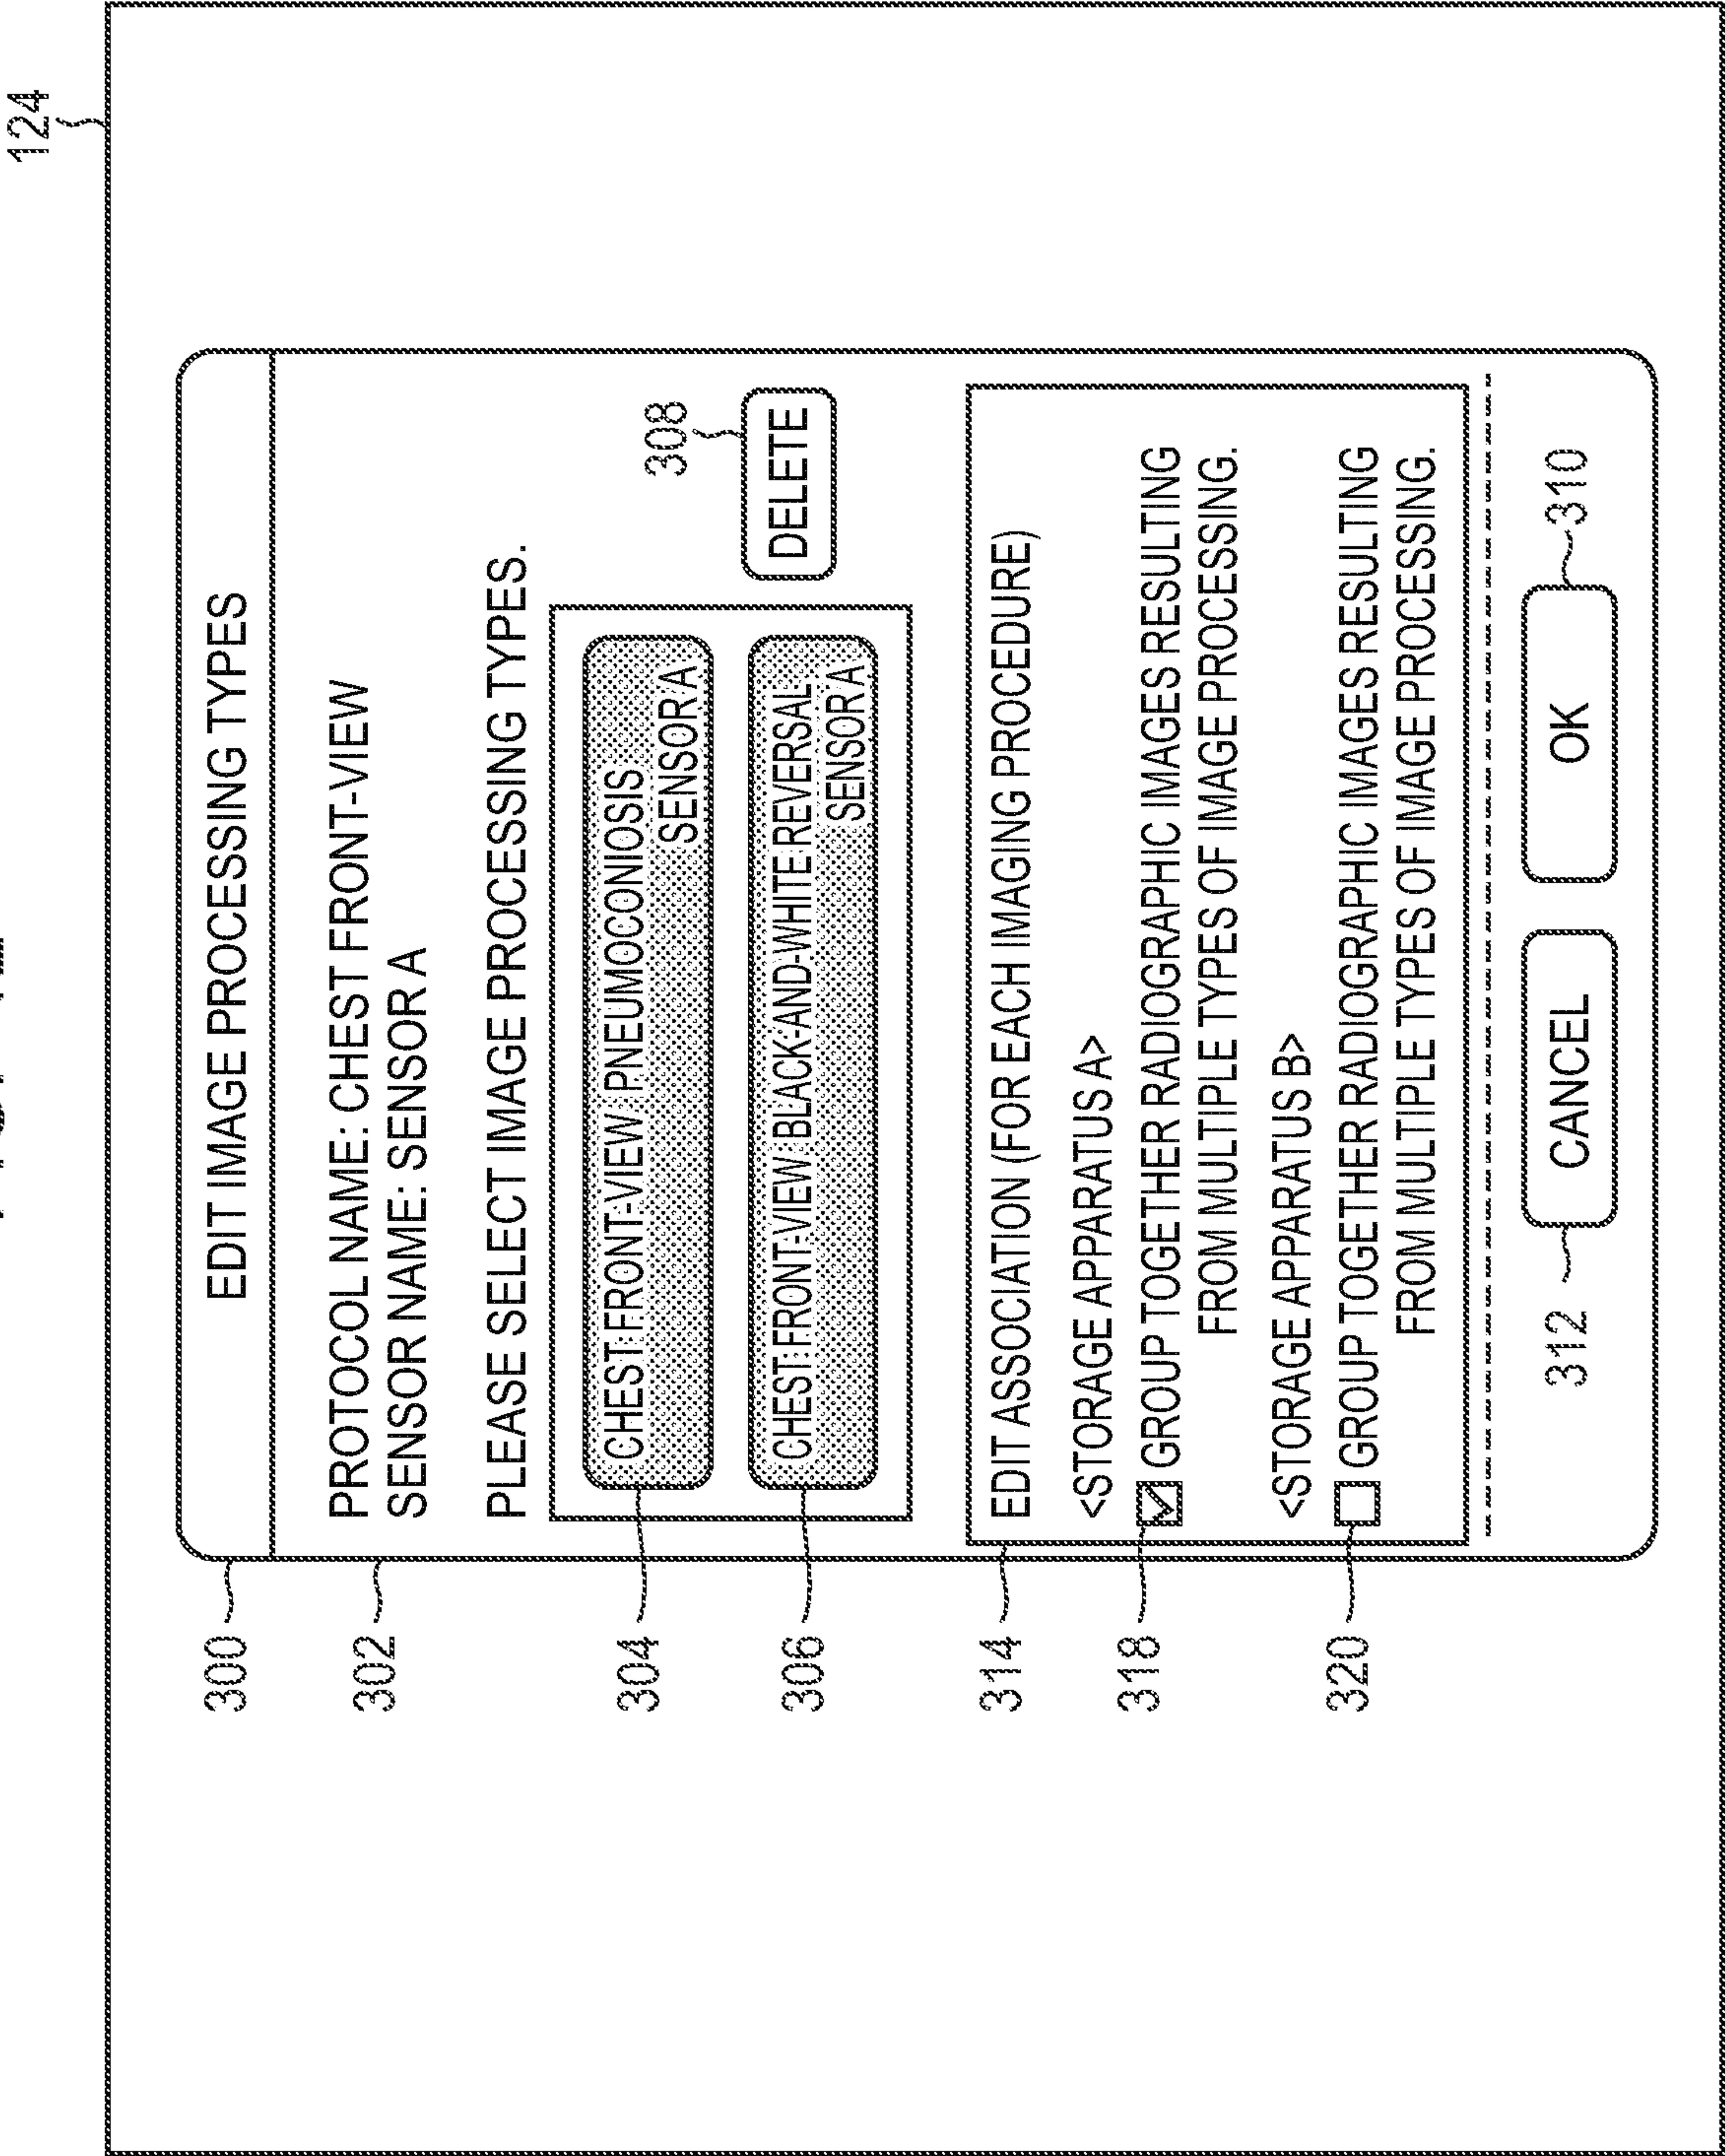 124
300
EDIT IMAGE PROCESSING TYPES
302
PROTOCOL NAME: CHEST FRONT-VIEW
SENSOR NAME: SENSOR A
PLEASE SELECT IMAGE PROCESSING TYPES.
304
CHEST FRONT-VIEW PNEUMOCONIOSIS
SENSOR A
308
306
CHEST FRONT-VIEW BLACK-AND-WHITE REVERSAL
SENSOR A
DELETE
314
EDIT ASSOCIATION (FOR EACH IMAGING PROCEDURE)
<STORAGE APPARATUS A>
318
GROUP TOGETHER RADIOGRAPHIC IMAGES RESULTING
FROM MULTIPLE TYPES OF IMAGE PROCESSING.
<STORAGE APPARATUS B>
320
GROUP TOGETHER RADIOGRAPHIC IMAGES RESULTING
FROM MULTIPLE TYPES OF IMAGE PROCESSING.
312
CANCEL
OK
310